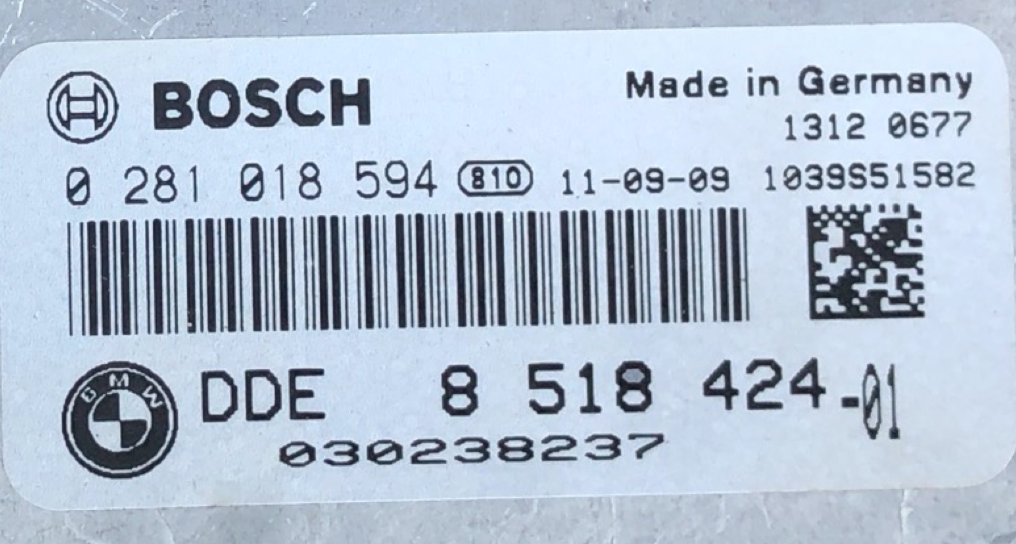 BOSCH
Made in Germany
1312 0677
0 281 018 594 810 11-09-09 1039S51582
BMW
DDE 8 518 424-01
030238237